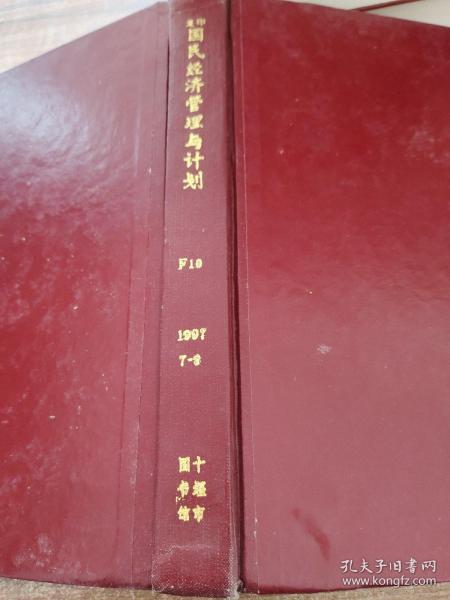 复印
国民经济管理与计划
F10
1997
7-8
十堰市
图书馆
孔夫子旧书网
www.kongfz.com